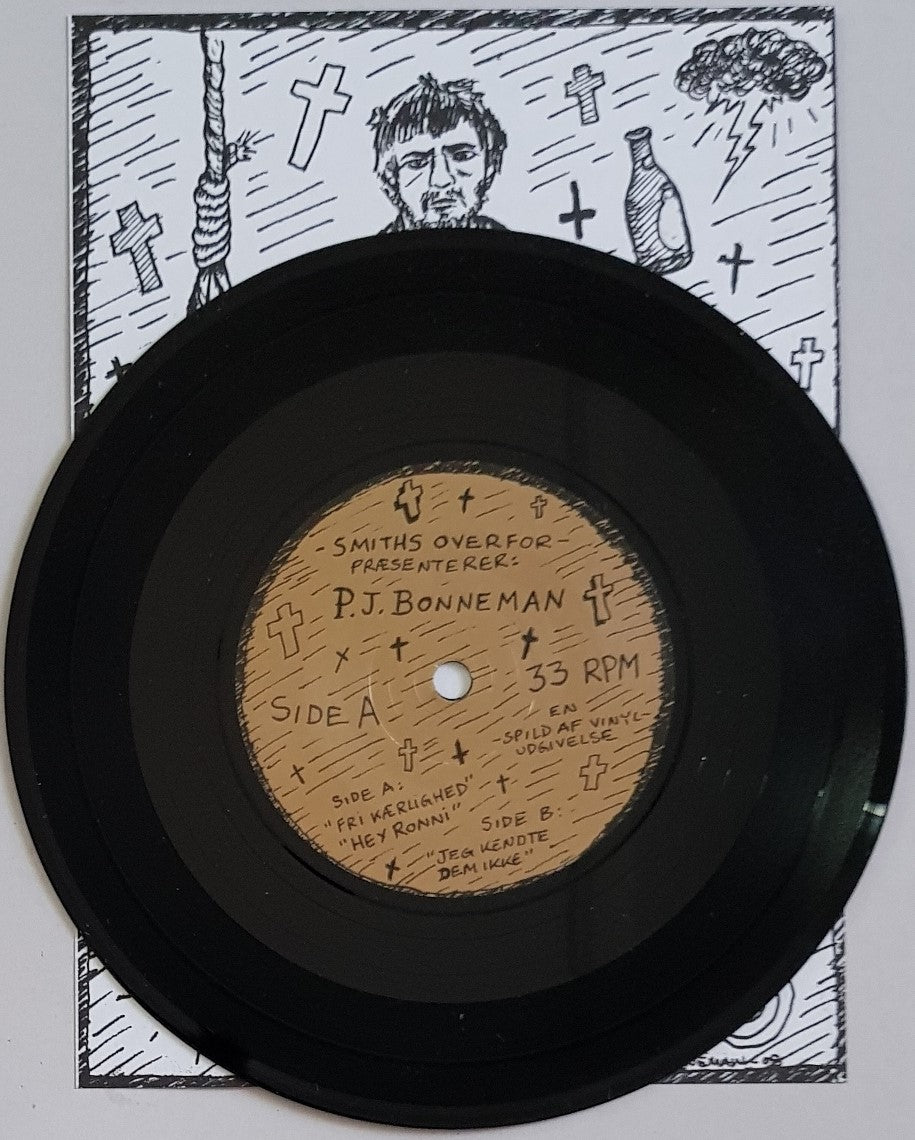 -SMITHS OVERFOR-
PRÆSENTERER:
P.J. BONNEMAN
SIDE A
33 RPM
EN
-SPILD AF VINYL-
UDGIVELSE
SIDE A:
"FRI KÆRLIGHED"
"HEY RONNI"
SIDE B:
"JEG KENDTE
DEM IKKE"